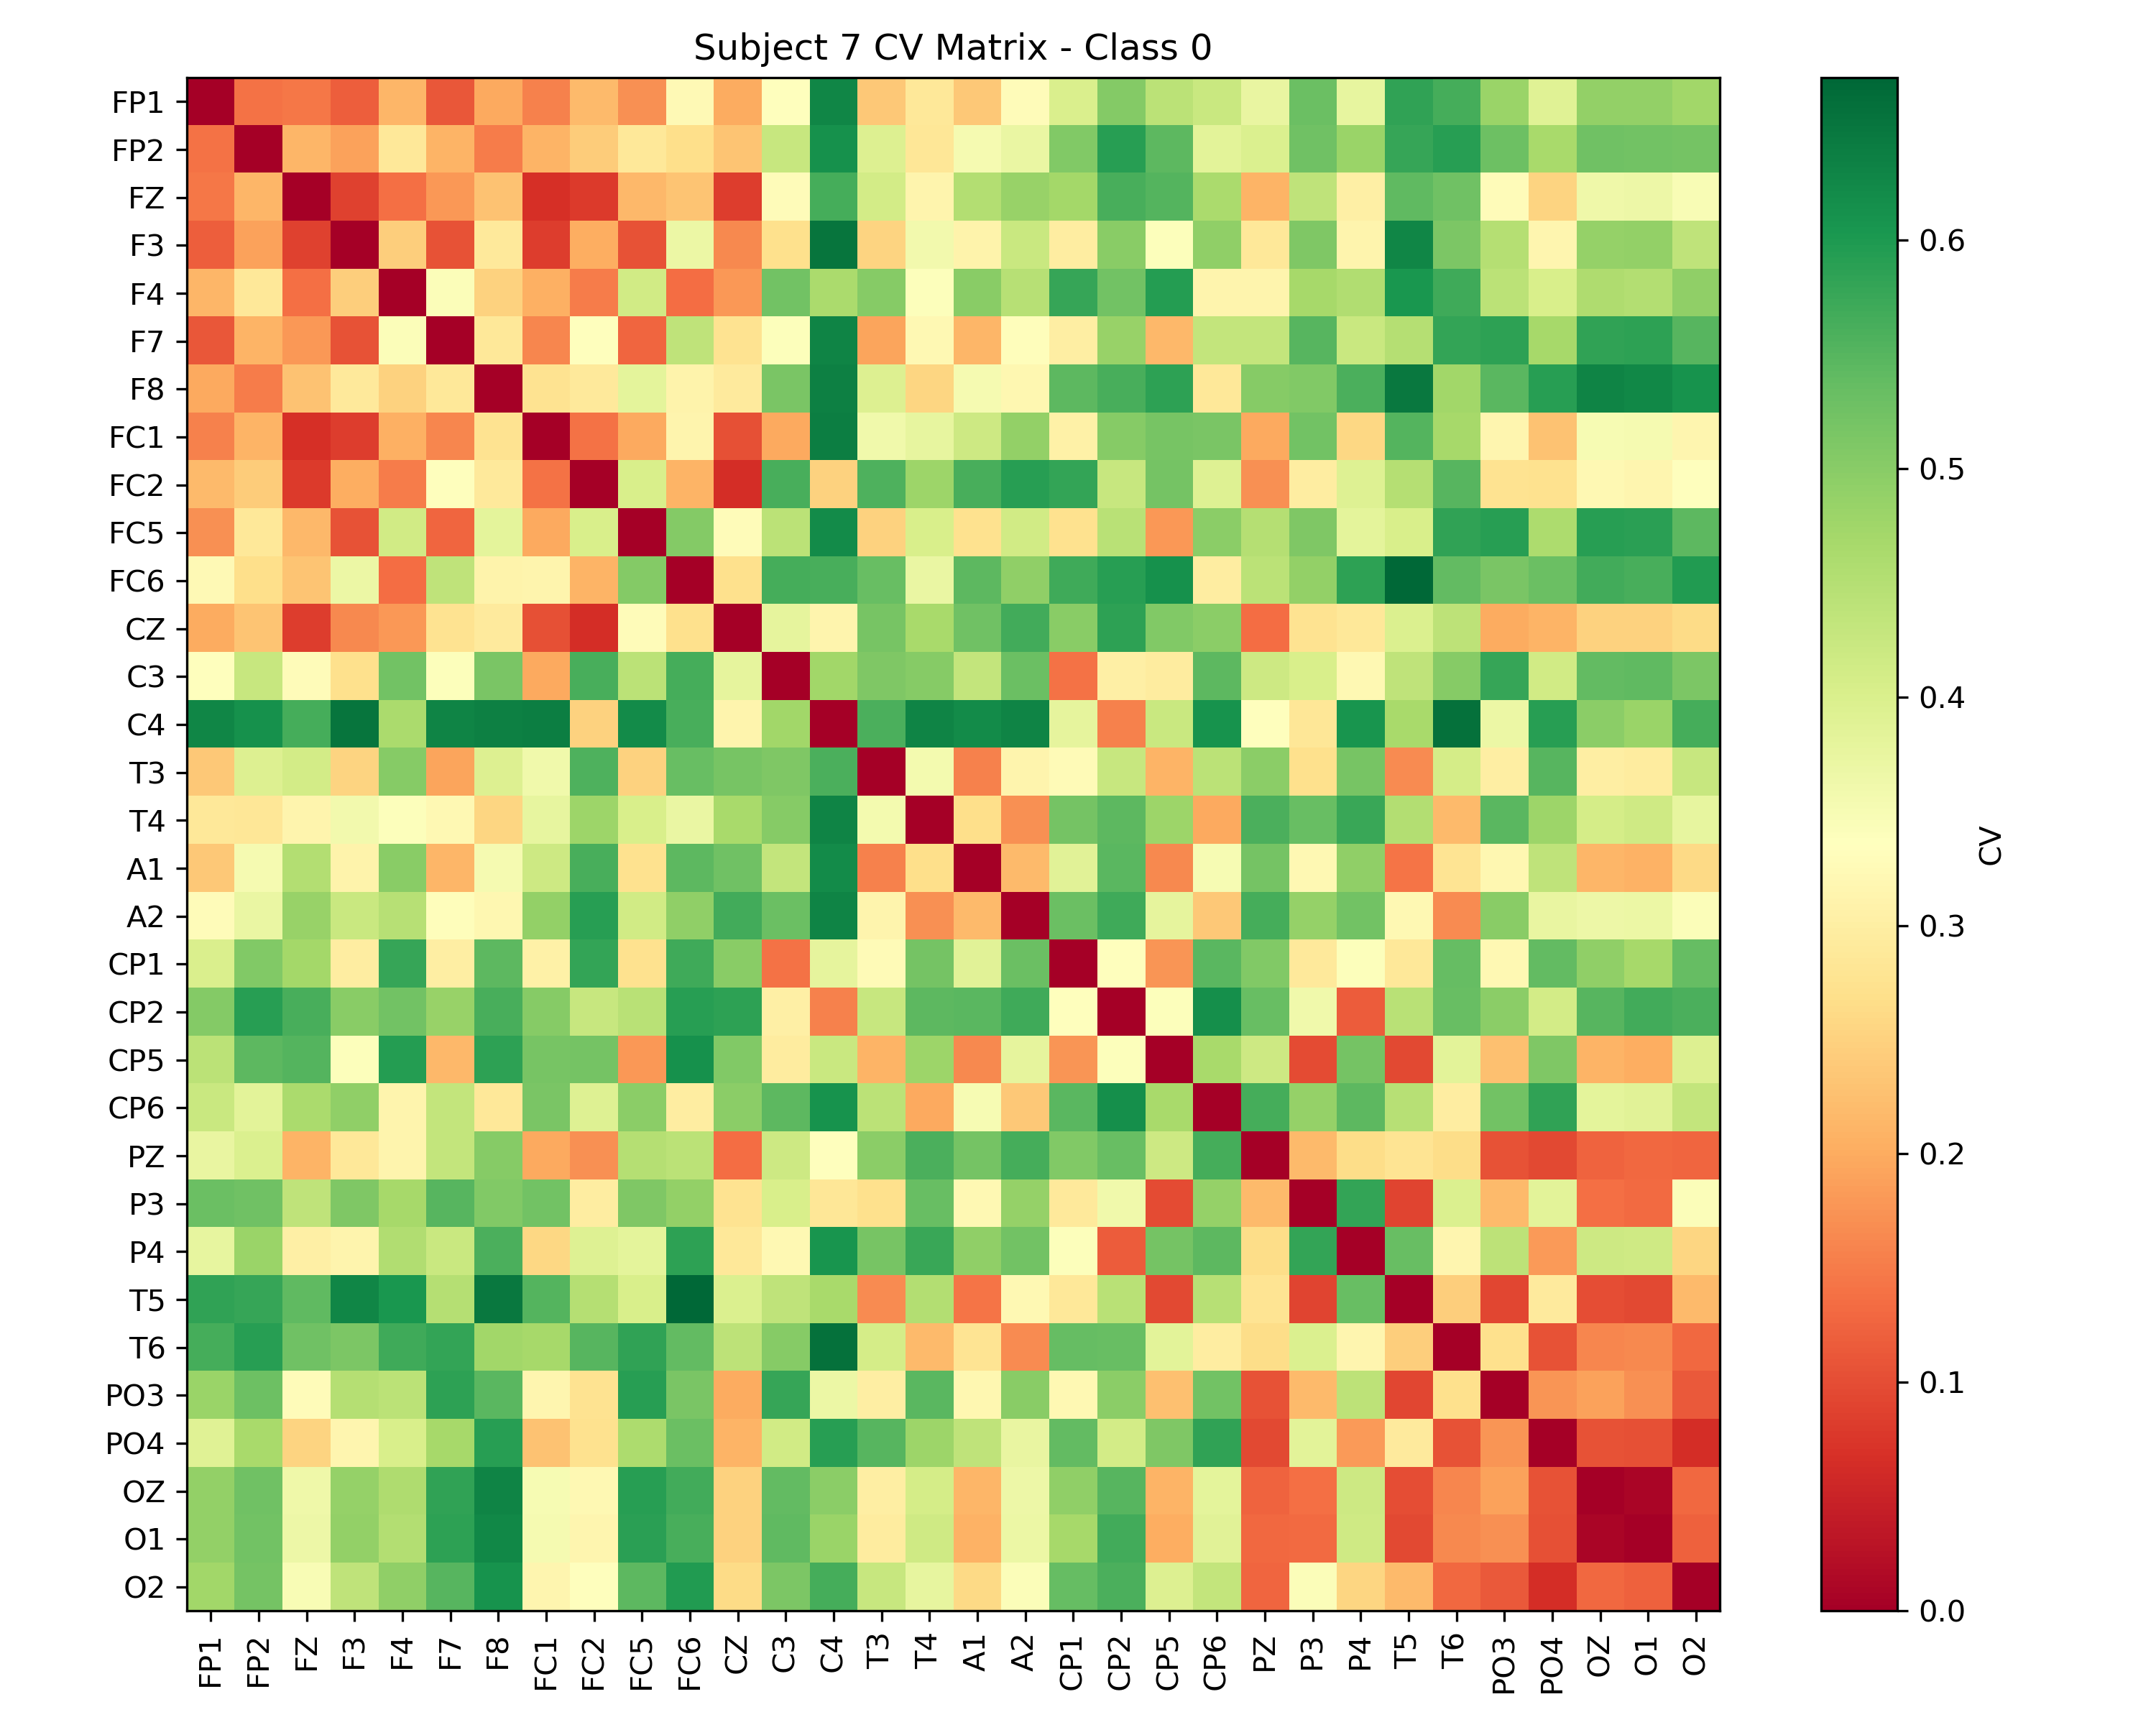 Subject 7 CV Matrix - Class 0
FP1
FP2
FZ
F3
F4
F7
F8
FC1
FC2
FC5
FC6
CZ
C3
C4
T3
T4
A1
A2
CP1
CP2
CP5
CP6
PZ
P3
P4
T5
T6
PO3
PO4
OZ
O1
O2
FP1 FP2 FZ F3 F4 F7 F8 FC1 FC2 FC5 FC6 CZ C3 C4 T3 T4 A1 A2 CP1 CP2 CP5 CP6 PZ P3 P4 T5 T6 PO3 PO4 OZ O1 O2
0.6
0.5
0.4
0.3
0.2
0.1
0.0
CV